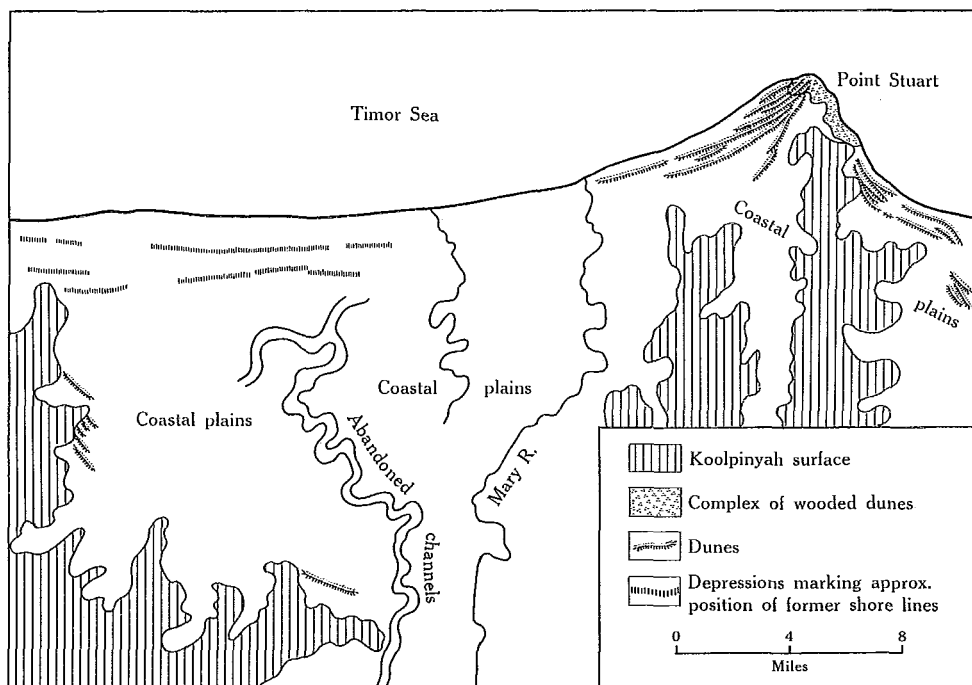 Point Stuart
Timor Sea
Coastal
plains
Coastal plains
Coastal plains
Abandoned
channels
Mary R.
Koolpinyah surface
Complex of wooded dunes
Dunes
Depressions marking approx.
position of former shore lines
0 4 8
Miles